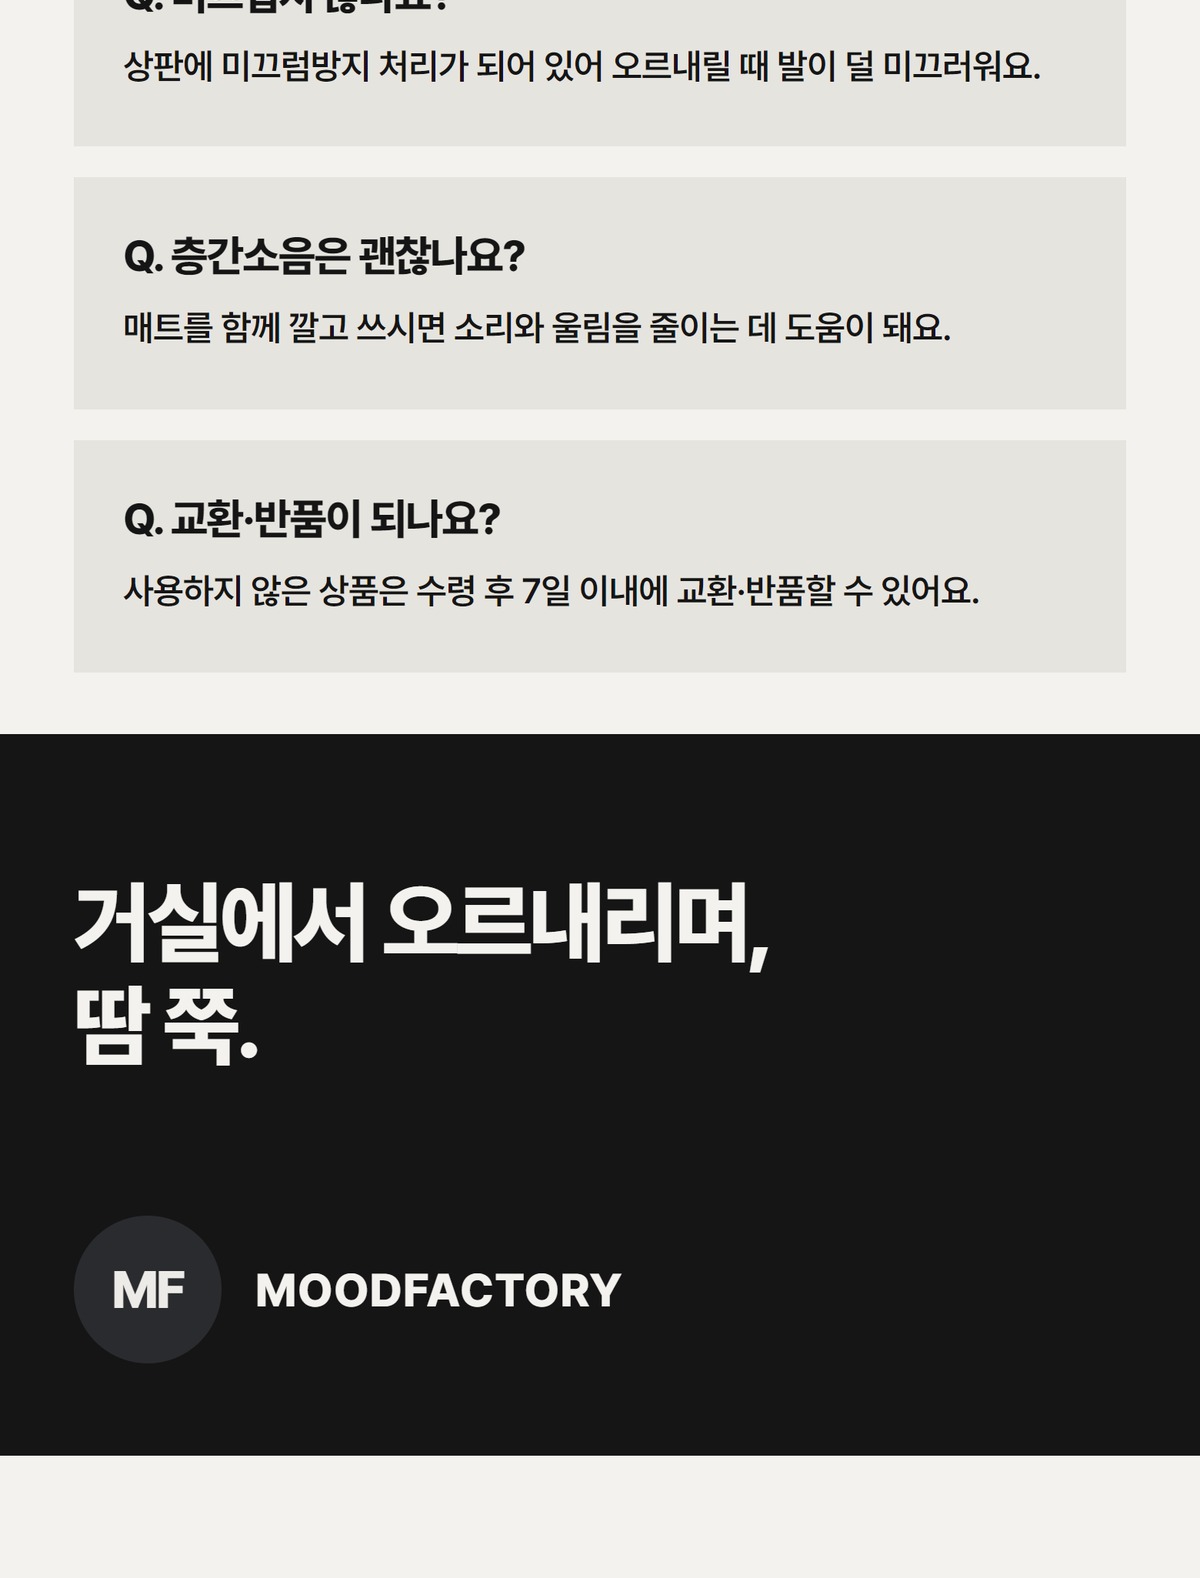 상판에 미끄럼방지 처리가 되어 있어 오르내릴 때 발이 덜 미끄러워요.
Q. 층간소음은 괜찮나요?
매트를 함께 깔고 쓰시면 소리와 울림을 줄이는 데 도움이 돼요.
Q. 교환·반품이 되나요?
사용하지 않은 상품은 수령 후 7일 이내에 교환·반품할 수 있어요.
거실에서 오르내리며,
땀 쭉.
MF
MOODFACTORY